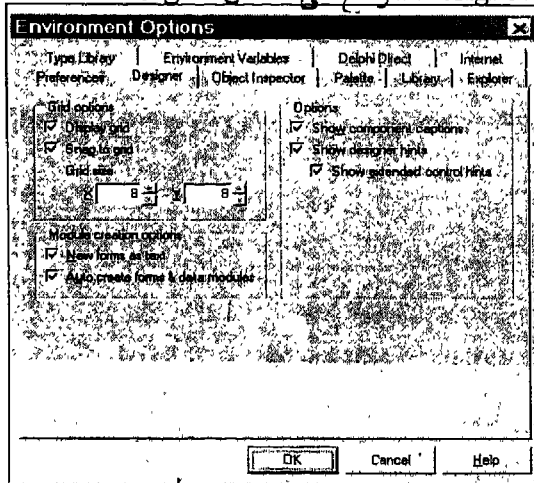 Environment Options
Type Library Environment Variables Delphi Direct Internet
Preferences Designer Object Inspector Palette Library Explorer
Grid options
Display grid
Snap to grid
Grid size
X 8 Y 8
Options
Show component captions
Show designer hints
Show extended control hints
Module creation options
New forms as text
Auto create forms & data modules
OK Cancel Help